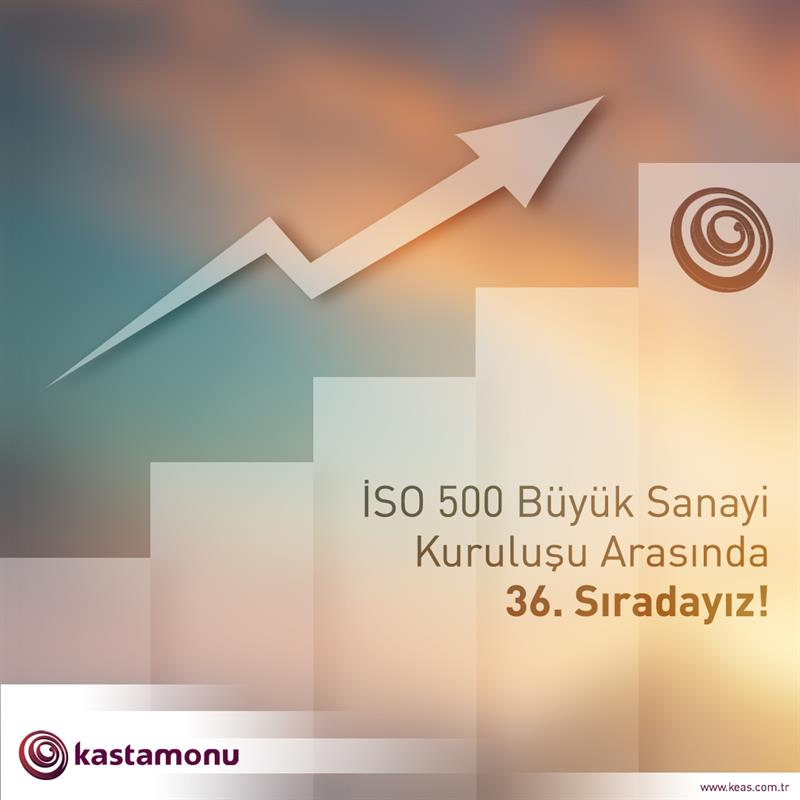 İSO 500 Büyük Sanayi
Kuruluşu Arasında
36. Sıradayız!
kastamonu
www.keas.com.tr